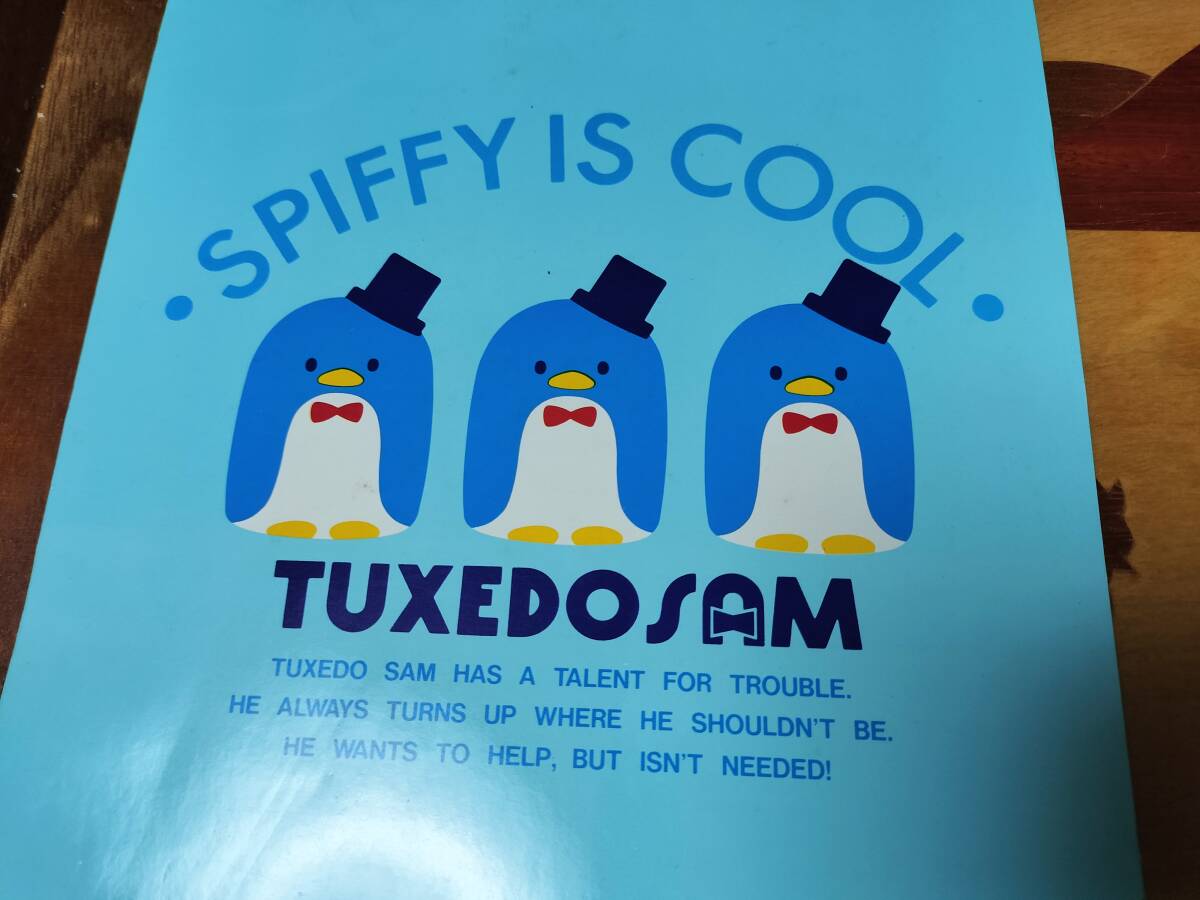 • SPIFFY IS COOL •
TUXEDOSAM
TUXEDO SAM HAS A TALENT FOR TROUBLE.
HE ALWAYS TURNS UP WHERE HE SHOULDN'T BE.
HE WANTS TO HELP, BUT ISN'T NEEDED!